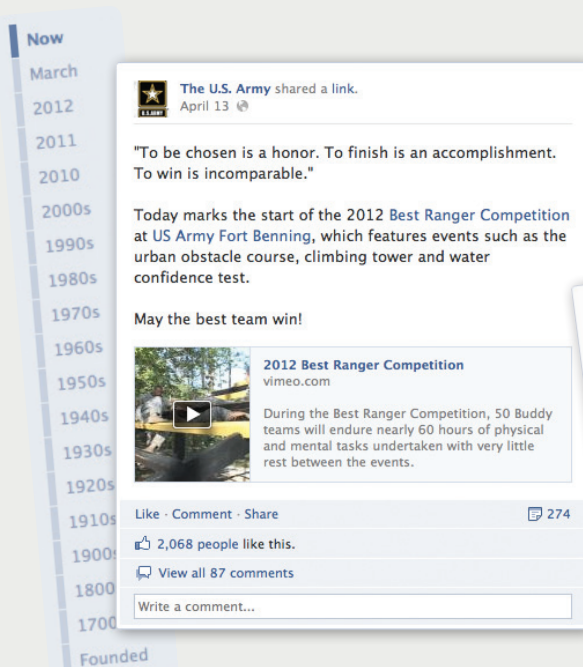 Now
March
2012
2011
2010
2000s
1990s
1980s
1970s
1960s
1950s
1940s
1930s
1920s
1910s
1900s
1800
1700
Founded
The U.S. Army shared a link.
April 13
U.S.ARMY
"To be chosen is a honor. To finish is an accomplishment.
To win is incomparable."
Today marks the start of the 2012 Best Ranger Competition
at US Army Fort Benning, which features events such as the
urban obstacle course, climbing tower and water
confidence test.
May the best team win!
2012 Best Ranger Competition
vimeo.com
During the Best Ranger Competition, 50 Buddy
teams will endure nearly 60 hours of physical
and mental tasks undertaken with very little
rest between the events.
Like · Comment · Share
274
2,068 people like this.
View all 87 comments
Write a comment...